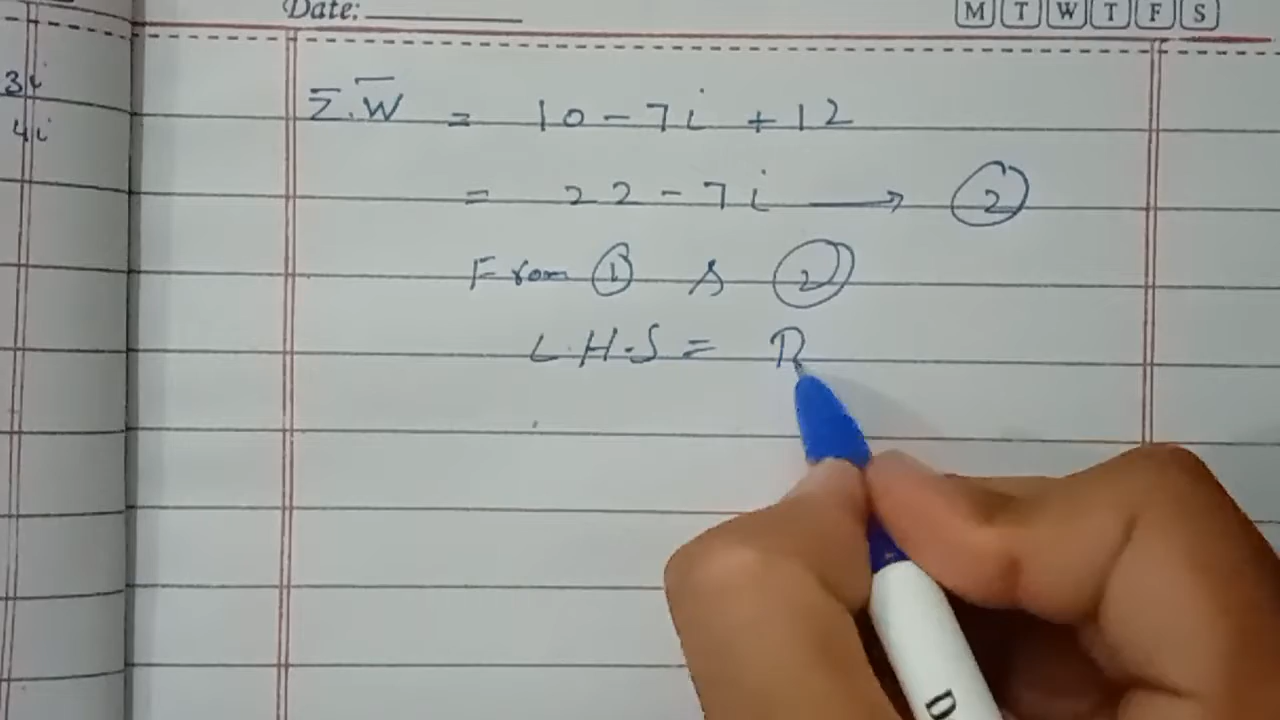 Date:
M T W T F S
3i
4i
z̅.w̅ = 10-7i +12
= 22-7i → ②
From ① & ②
L.H.S = R
D